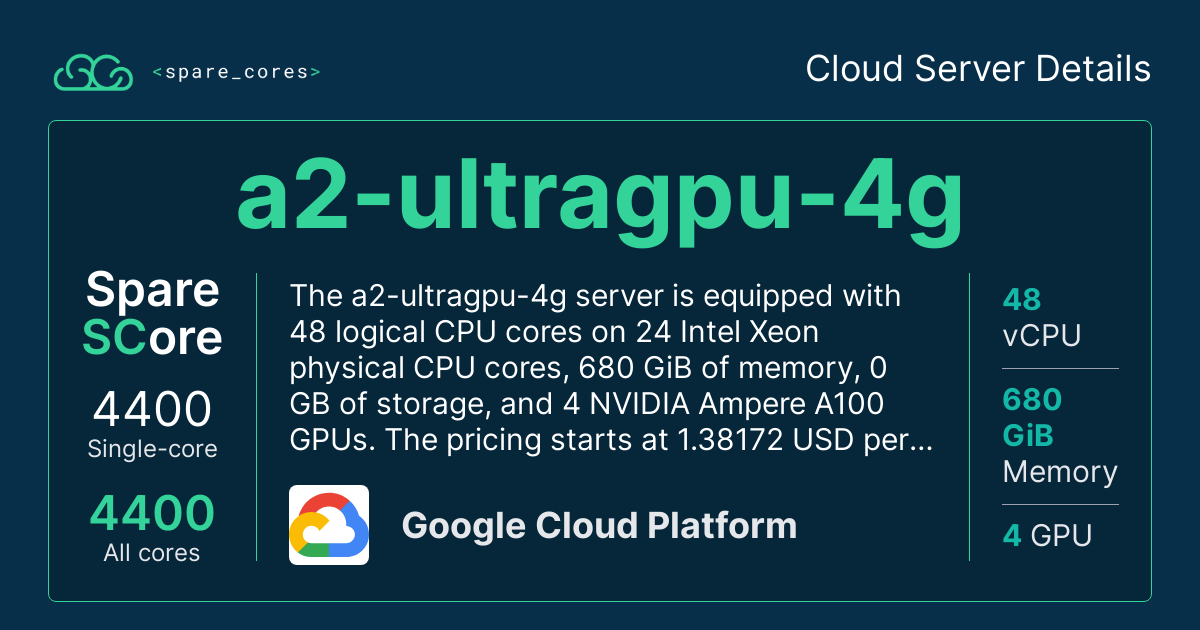 <spare_cores>
Cloud Server Details
a2-ultragpu-4g
Spare
SCore
4400
Single-core
4400
All cores
The a2-ultragpu-4g server is equipped with
48 logical CPU cores on 24 Intel Xeon
physical CPU cores, 680 GiB of memory, 0
GB of storage, and 4 NVIDIA Ampere A100
GPUs. The pricing starts at 1.38172 USD per...
Google Cloud Platform
48
vCPU
680
GiB
Memory
4 GPU